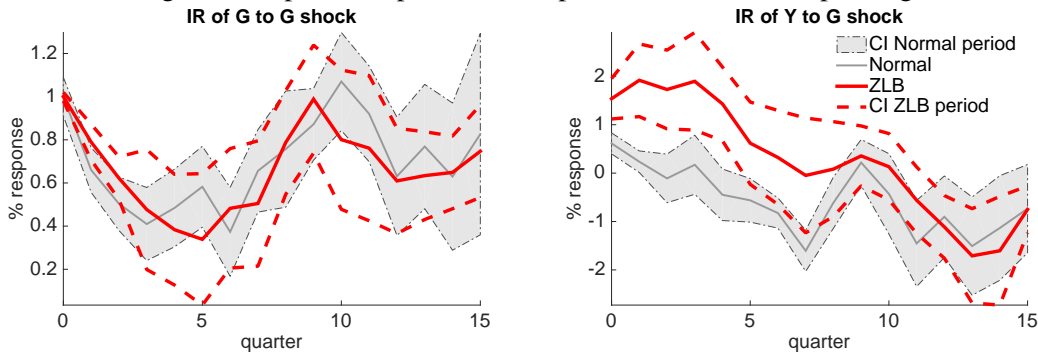 IR of G to G shock
1.2
1
0.8
0.6
0.4
0.2
% response
0 5 10 15
quarter
IR of Y to G shock
2
0
-2
% response
0 5 10 15
quarter
CI Normal period
Normal
ZLB
CI ZLB period